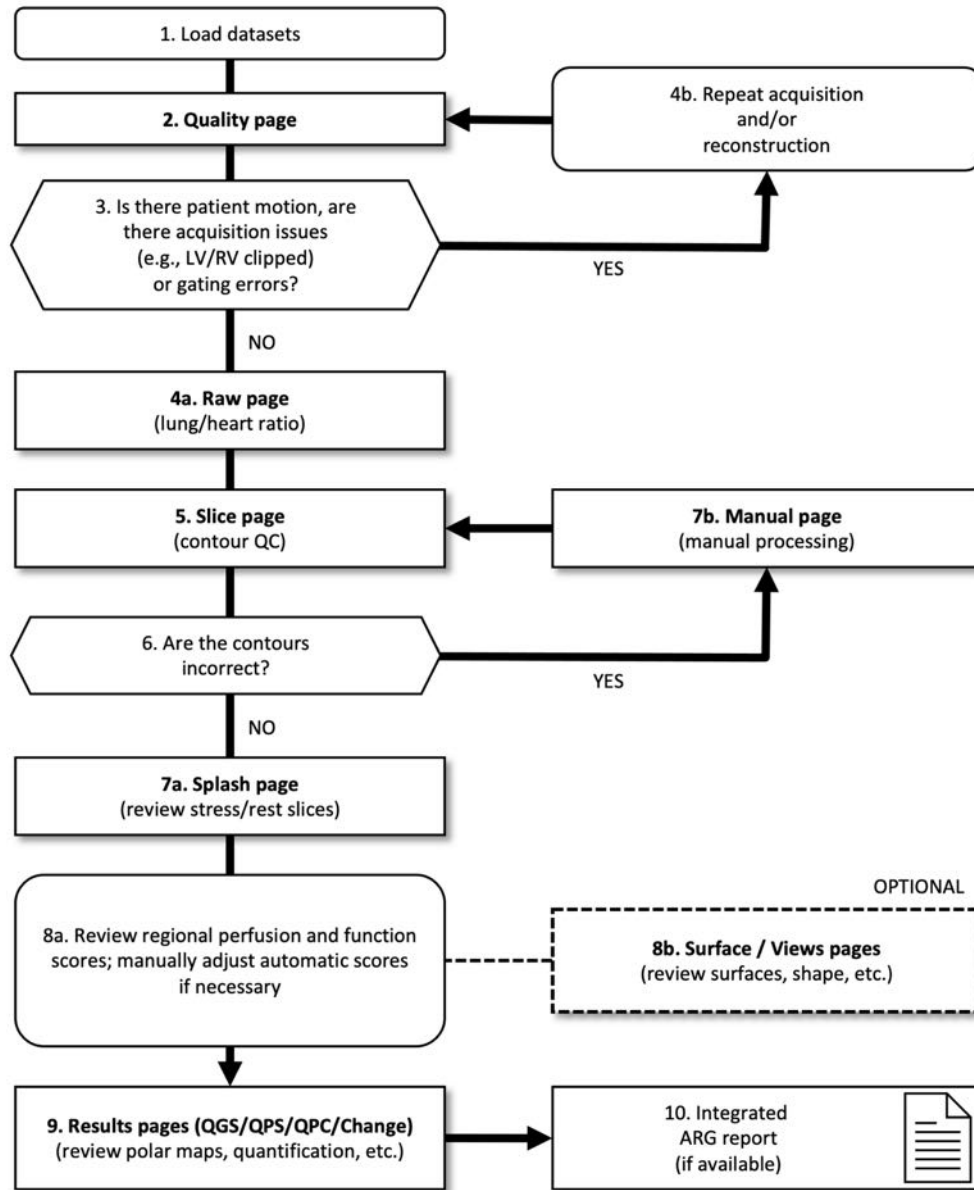 1. Load datasets
2. Quality page
4b. Repeat acquisition
and/or
reconstruction
3. Is there patient motion, are
there acquisition issues
(e.g., LV/RV clipped)
or gating errors?
YES
NO
4a. Raw page
(lung/heart ratio)
5. Slice page
(contour QC)
7b. Manual page
(manual processing)
6. Are the contours
incorrect?
YES
NO
7a. Splash page
(review stress/rest slices)
OPTIONAL
8a. Review regional perfusion and function
scores; manually adjust automatic scores
if necessary
8b. Surface / Views pages
(review surfaces, shape, etc.)
9. Results pages (QGS/QPS/QPC/Change)
(review polar maps, quantification, etc.)
10. Integrated
ARG report
(if available)